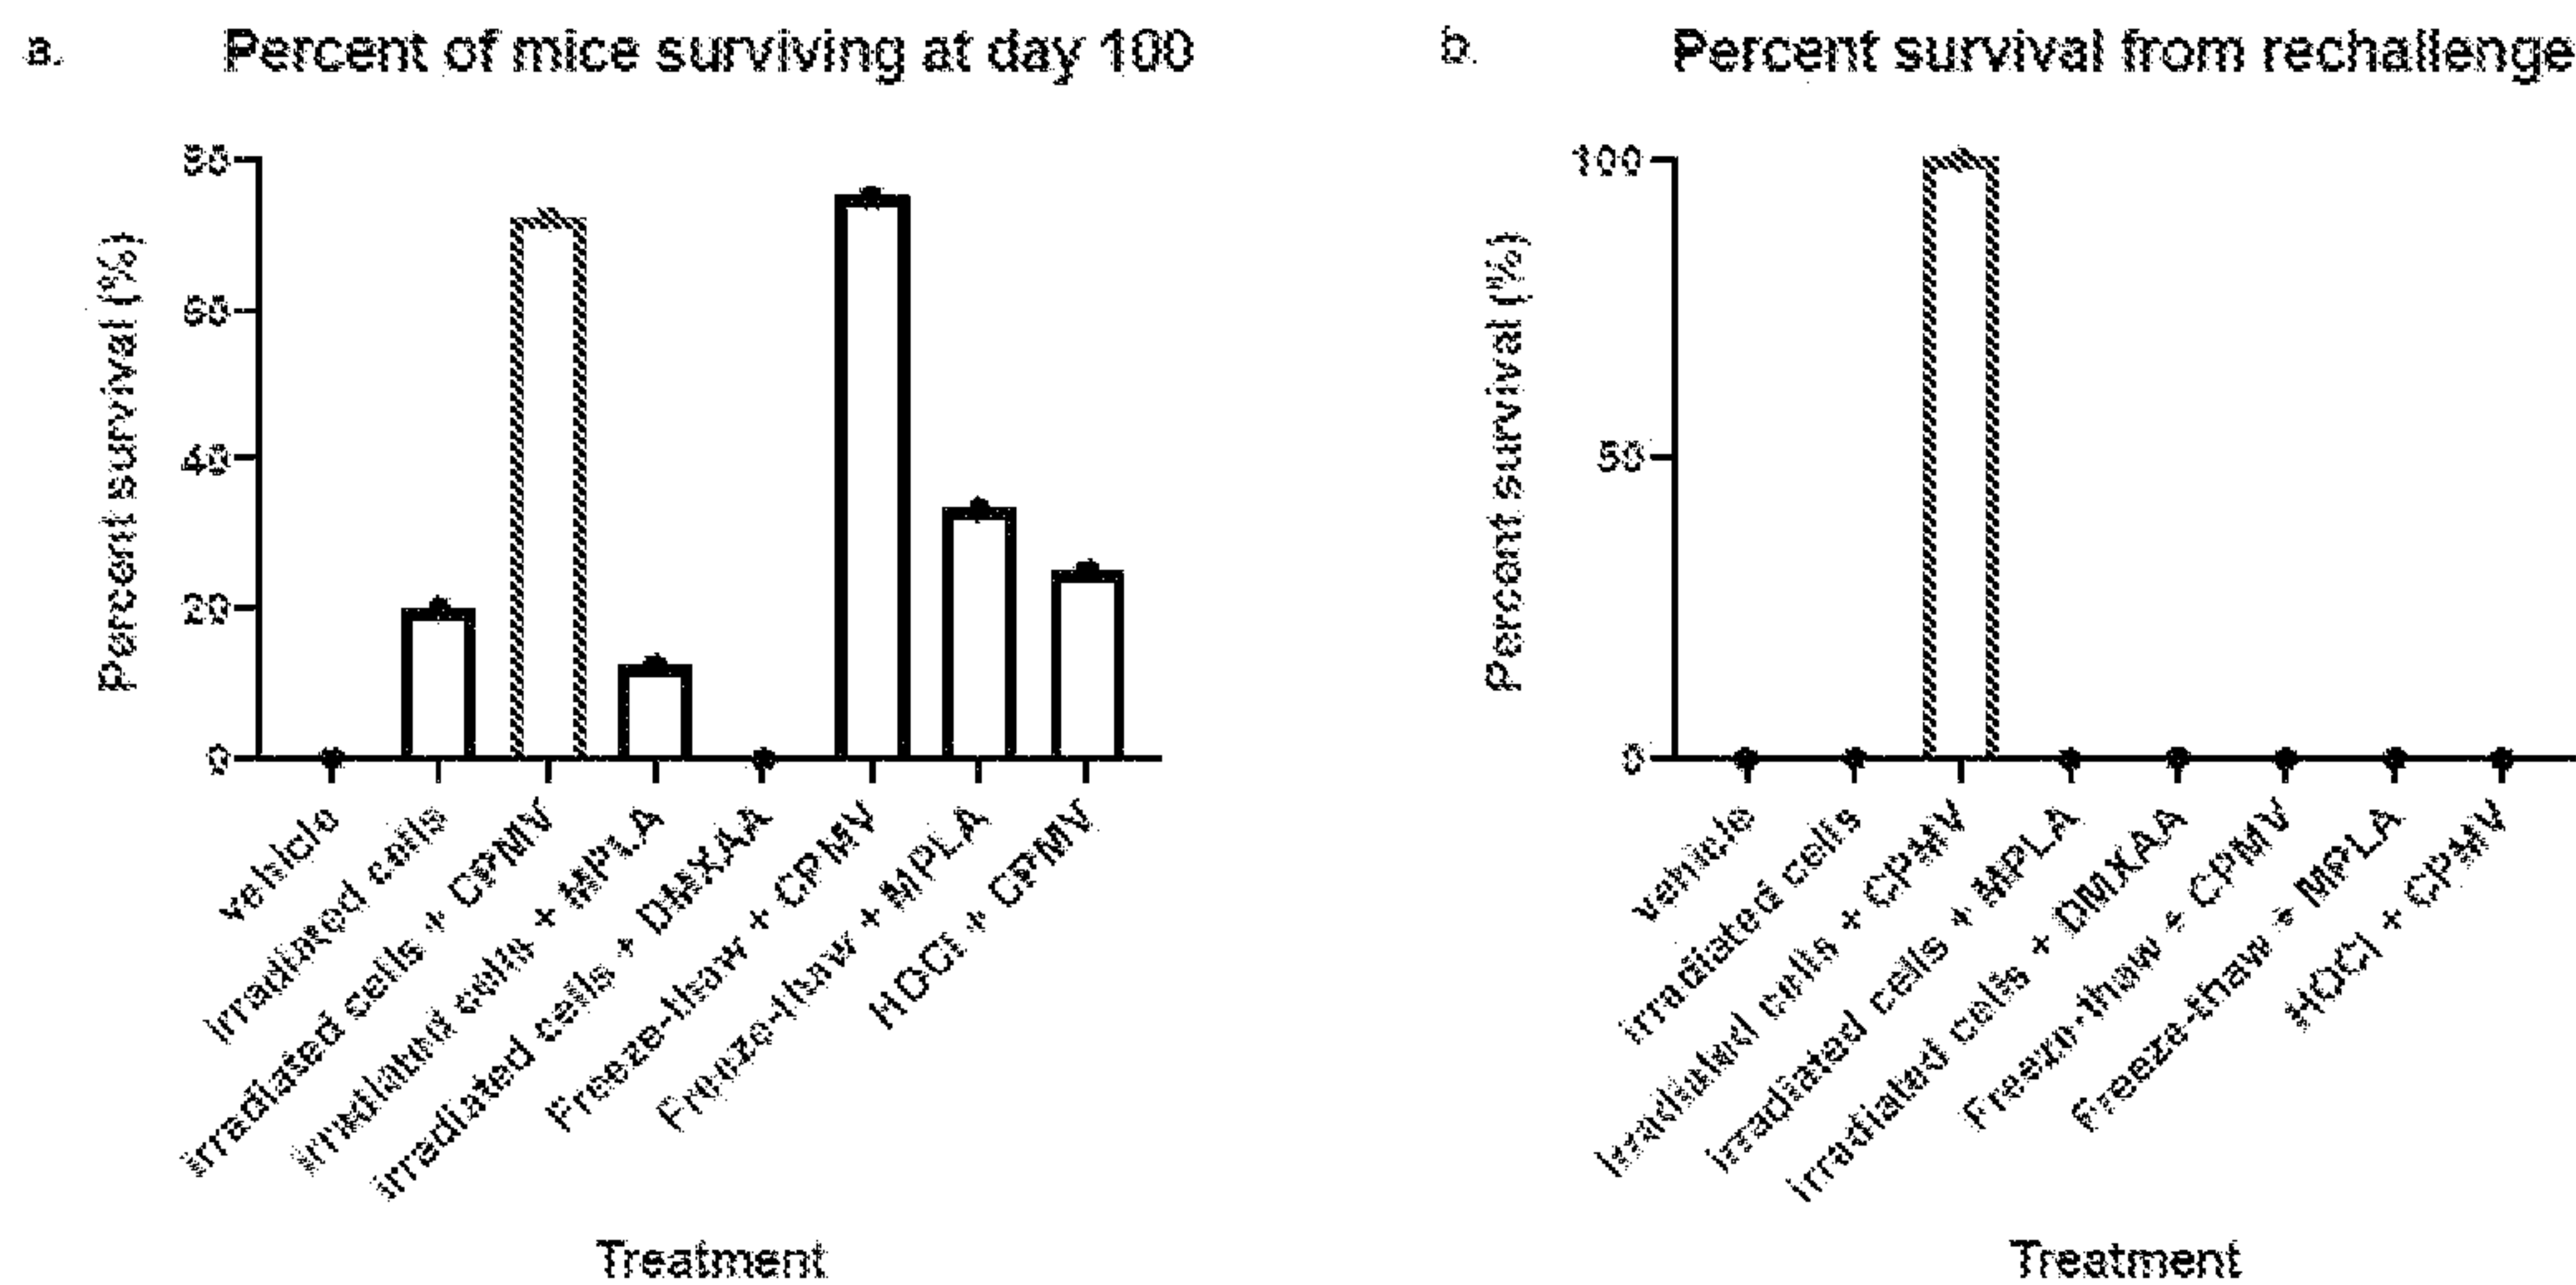 a.
Percent of mice surviving at day 100
Percent survival (%)
80
60
40
20
0
vehicle
irradiated cells
irradiated cells + CPMV
irradiated cells + MPLA
irradiated cells + DMXAA
Freeze-thaw + CPMV
Freeze-thaw + MPLA
HOCl + CPMV
Treatment
b.
Percent survival from rechallenge
Percent survival (%)
100
50
0
vehicle
irradiated cells
irradiated cells + CPMV
irradiated cells + MPLA
irradiated cells + DMXAA
Freeze-thaw + CPMV
Freeze-thaw + MPLA
HOCl + CPMV
Treatment